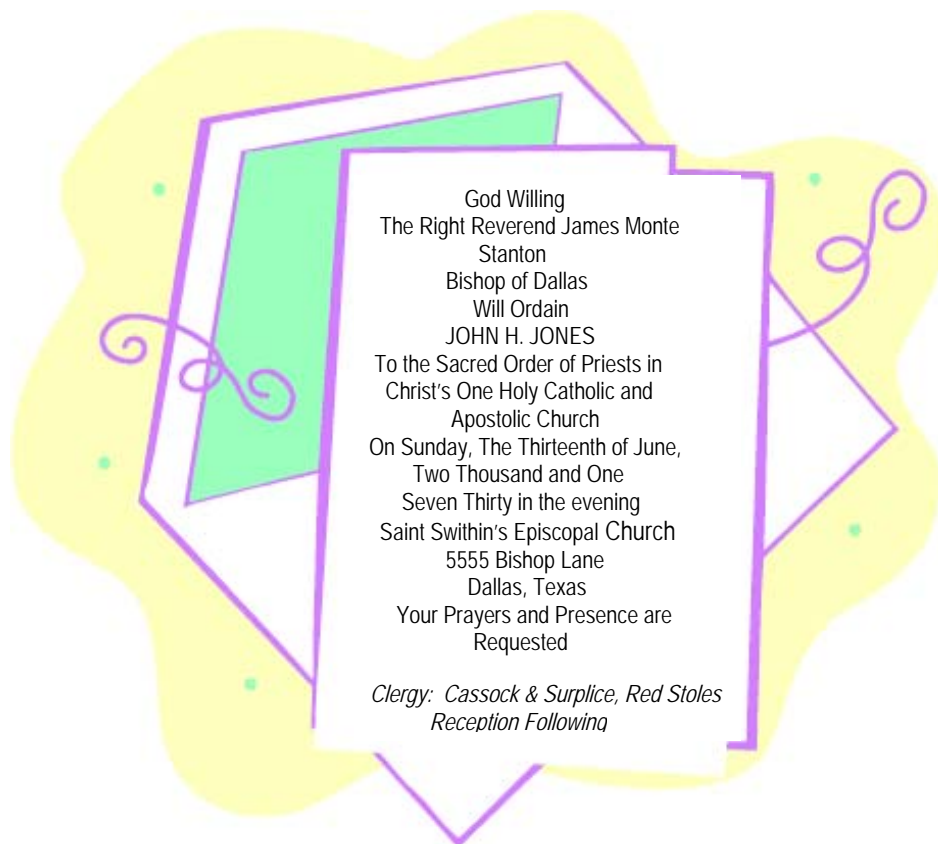 God Willing
The Right Reverend James Monte
Stanton
Bishop of Dallas
Will Ordain
JOHN H. JONES
To the Sacred Order of Priests in
Christ's One Holy Catholic and
Apostolic Church
On Sunday, The Thirteenth of June,
Two Thousand and One
Seven Thirty in the evening
Saint Swithin's Episcopal Church
5555 Bishop Lane
Dallas, Texas
Your Prayers and Presence are
Requested
Clergy: Cassock & Surplice, Red Stoles
Reception Following